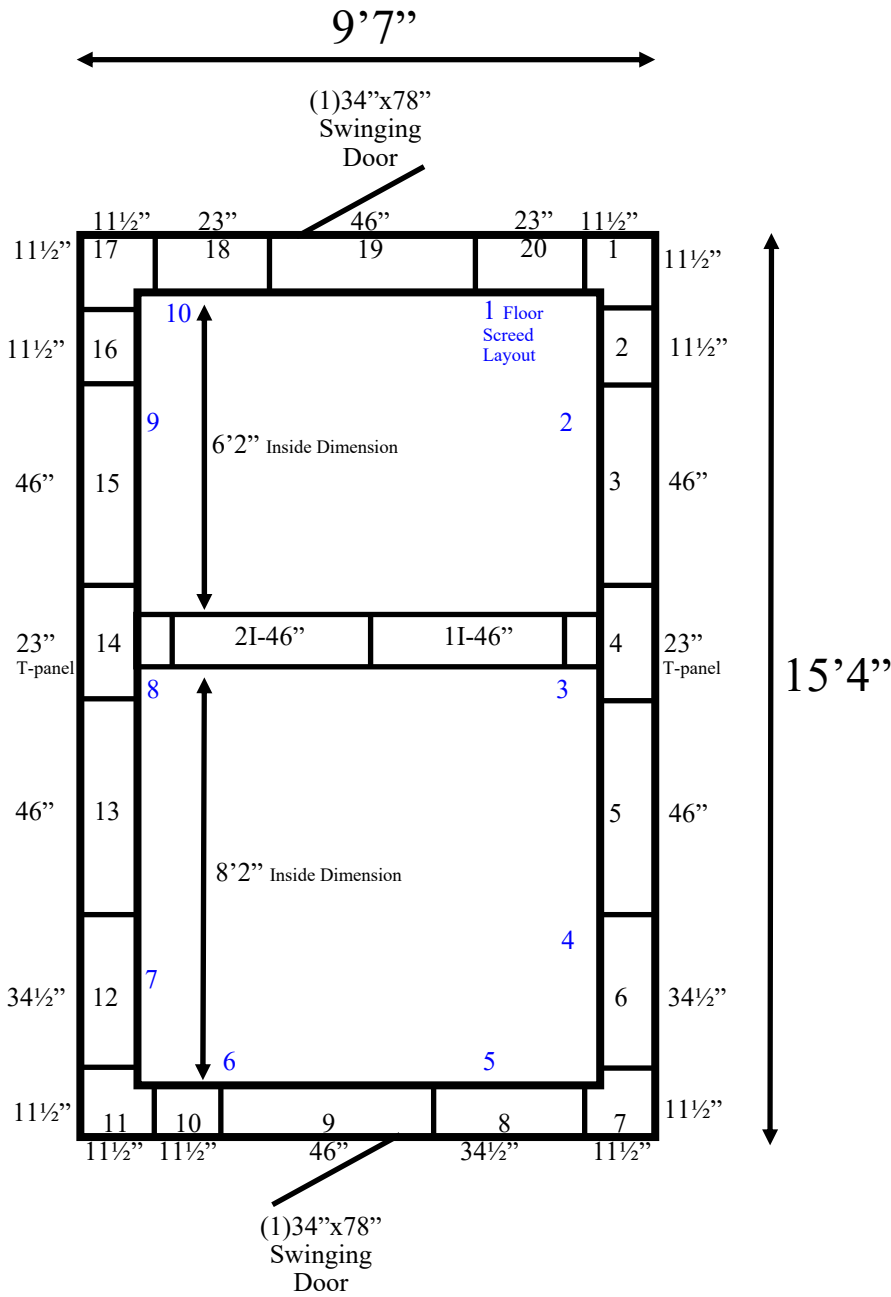 9’7”
(1)34”x78”
Swinging
Door
11½” 23” 46” 23” 11½”
11½” 17 18 19 20 1 11½”
10 1 Floor
Screed
Layout
11½” 16 2 11½”
9 2
6’2” Inside Dimension
46” 15 3 46”
23” 14 2I-46” 1I-46” 4 23”
T-panel T-panel
15’4”
8 3
46” 13 5 46”
8’2” Inside Dimension
4
7
34½” 12 6 34½”
6 5
11½” 11 10 9 8 7 11½”
11½” 11½” 46” 34½” 11½”
(1)34”x78”
Swinging
Door